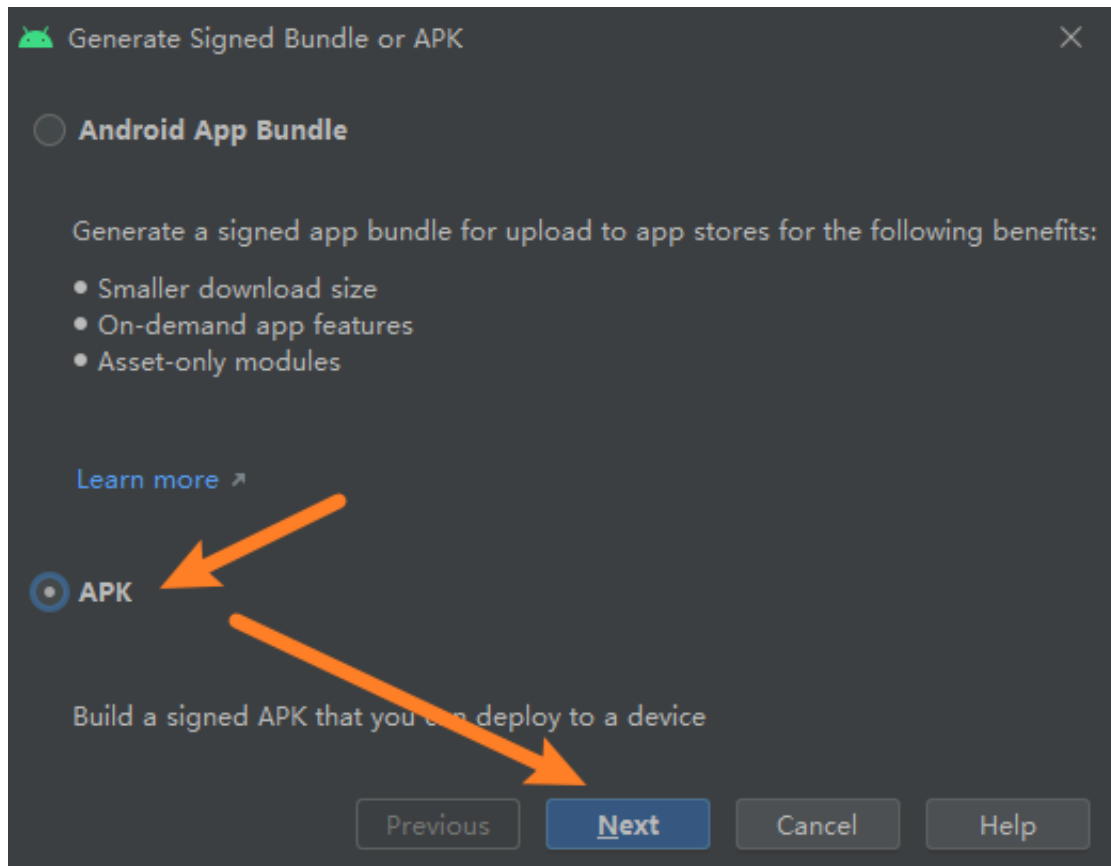 Generate Signed Bundle or APK
Android App Bundle
Generate a signed app bundle for upload to app stores for the following benefits:
• Smaller download size
• On-demand app features
• Asset-only modules
Learn more ↗
APK
Build a signed APK that you can deploy to a device
Previous Next Cancel Help